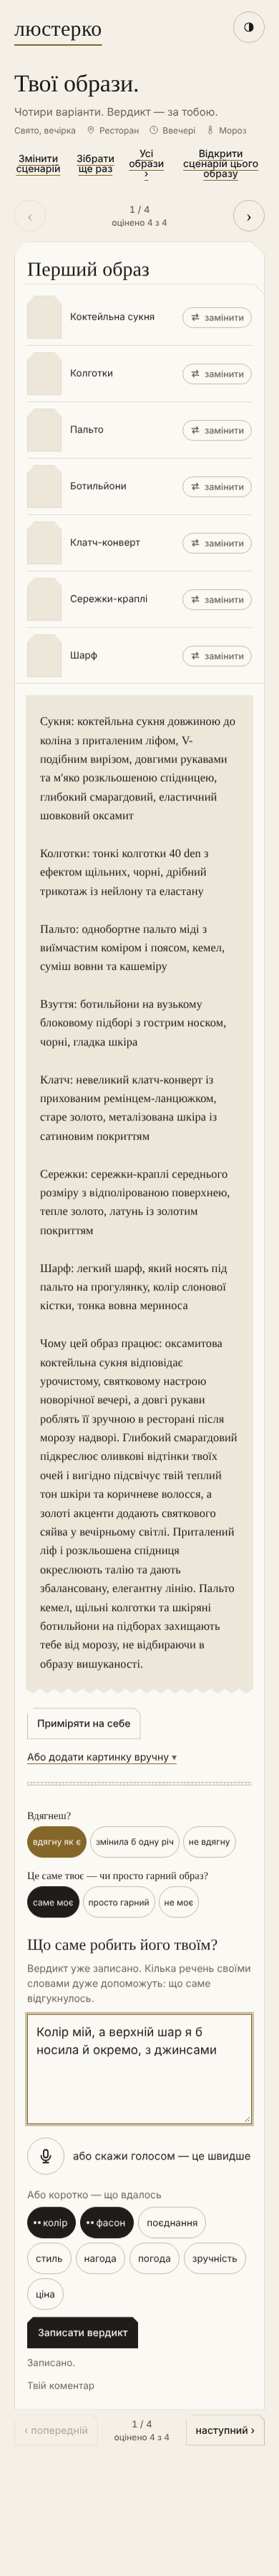 люстерко
Твої образи.
Чотири варіанти. Вердикт — за тобою.
Свято, вечірка Ресторан Ввечері Мороз
Змінити сценарій
Зібрати ще раз
Усі образи ›
Відкрити сценарій цього образу
‹
1 / 4
оцінено 4 з 4
›
Перший образ
Коктейльна сукня ⇄ замінити
Колготки ⇄ замінити
Пальто ⇄ замінити
Ботильйони ⇄ замінити
Клатч-конверт ⇄ замінити
Сережки-краплі ⇄ замінити
Шарф ⇄ замінити
Сукня: коктейльна сукня довжиною до
коліна з приталеним ліфом, V-
подібним вирізом, довгими рукавами
та м'яко розкльошеною спідницею,
глибокий смарагдовий, еластичний
шовковий оксамит
Колготки: тонкі колготки 40 den з
ефектом щільних, чорні, дрібний
трикотаж із нейлону та еластану
Пальто: однобортне пальто міді з
виїмчастим коміром і поясом, кемел,
суміш вовни та кашеміру
Взуття: ботильйони на вузькому
блоковому підборі з гострим носком,
чорні, гладка шкіра
Клатч: невеликий клатч-конверт із
прихованим ремінцем-ланцюжком,
старе золото, металізована шкіра із
сатиновим покриттям
Сережки: сережки-краплі середнього
розміру з відполірованою поверхнею,
тепле золото, латунь із золотим
покриттям
Шарф: легкий шарф, який носять під
пальто на прогулянку, колір слонової
кістки, тонка вовна мериноса
Чому цей образ працює: оксамитова
коктейльна сукня відповідає
урочистому, святковому настрою
новорічної вечері, а довгі рукави
роблять її зручною в ресторані після
морозу надворі. Глибокий смарагдовий
підкреслює оливкові відтінки твоїх
очей і вигідно підсвічує твій теплий
тон шкіри та коричневе волосся, а
золоті акценти додають святкового
сяйва у вечірньому світлі. Приталений
ліф і розкльошена спідниця
окреслюють талію та дають
збалансовану, елегантну лінію. Пальто
кемел, щільні колготки та шкіряні
ботильйони на підборах захищають
тебе від морозу, не відбираючи в
образу вишуканості.
Приміряти на себе
Або додати картинку вручну ▾
Вдягнеш?
вдягну як є змінила б одну річ не вдягну
Це саме твоє — чи просто гарний образ?
саме моє просто гарний не моє
Що саме робить його твоїм?
Вердикт уже записано. Кілька речень своїми
словами дуже допоможуть: що саме
відгукнулось.
Колір мій, а верхній шар я б
носила й окремо, з джинсами
або скажи голосом — це швидше
Або коротко — що вдалось
•• колір •• фасон поєднання
стиль нагода погода зручність
ціна
Записати вердикт
Записано.
Твій коментар
‹ попередній
1 / 4
оцінено 4 з 4
наступний ›